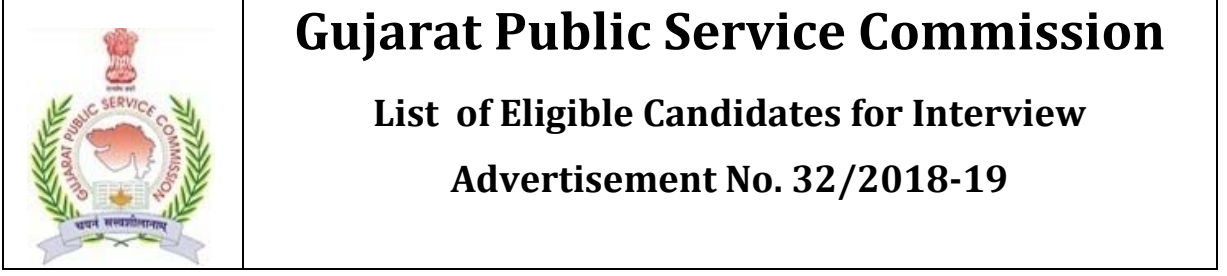 Gujarat Public Service Commission
List of Eligible Candidates for Interview
Advertisement No. 32/2018-19
GUJARAT PUBLIC SERVICE COMMISSION